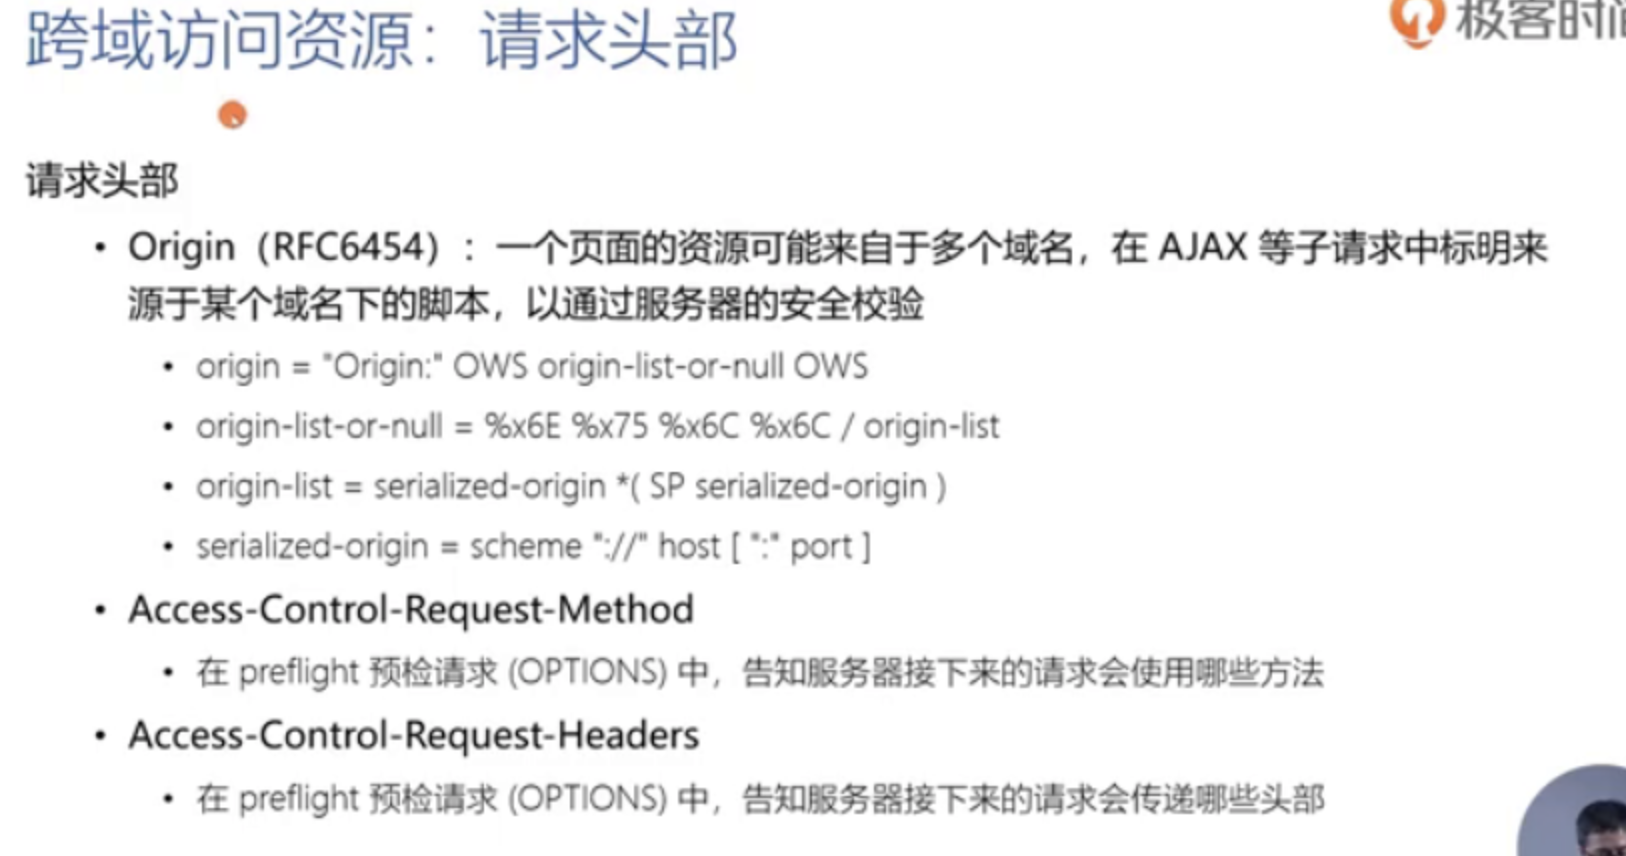 跨域访问资源：请求头部
极客时间
请求头部
• Origin（RFC6454）：一个页面的资源可能来自于多个域名，在 AJAX 等子请求中标明来
源于某个域名下的脚本，以通过服务器的安全校验
• origin = "Origin:" OWS origin-list-or-null OWS
• origin-list-or-null = %x6E %x75 %x6C %x6C / origin-list
• origin-list = serialized-origin *( SP serialized-origin )
• serialized-origin = scheme "://" host [ ":" port ]
• Access-Control-Request-Method
• 在 preflight 预检请求 (OPTIONS) 中，告知服务器接下来的请求会使用哪些方法
• Access-Control-Request-Headers
• 在 preflight 预检请求 (OPTIONS) 中，告知服务器接下来的请求会传递哪些头部